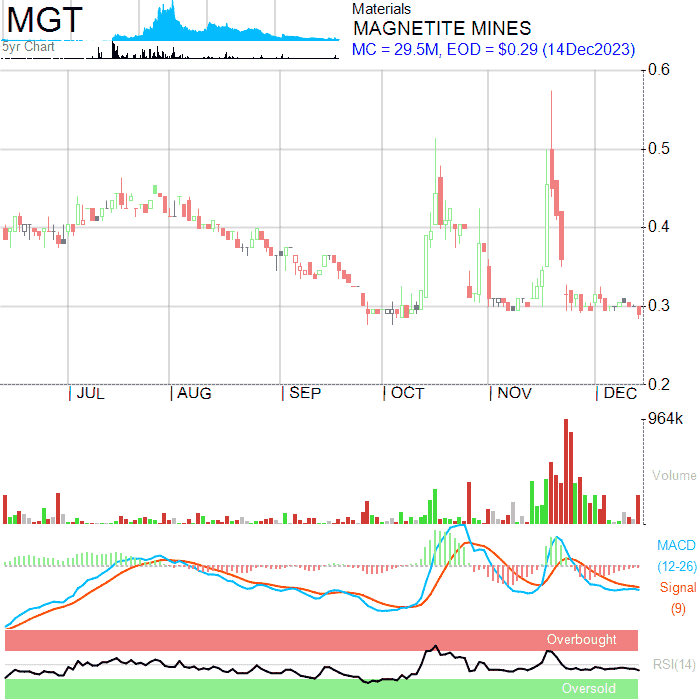 MGT
5yr Chart
Materials
MAGNETITE MINES
MC = 29.5M, EOD = $0.29 (14Dec2023)
0.6
0.5
0.4
0.3
0.2
JUL AUG SEP OCT NOV DEC
964k
Volume
MACD
(12-26)
Signal
(9)
Overbought
RSI(14)
Oversold